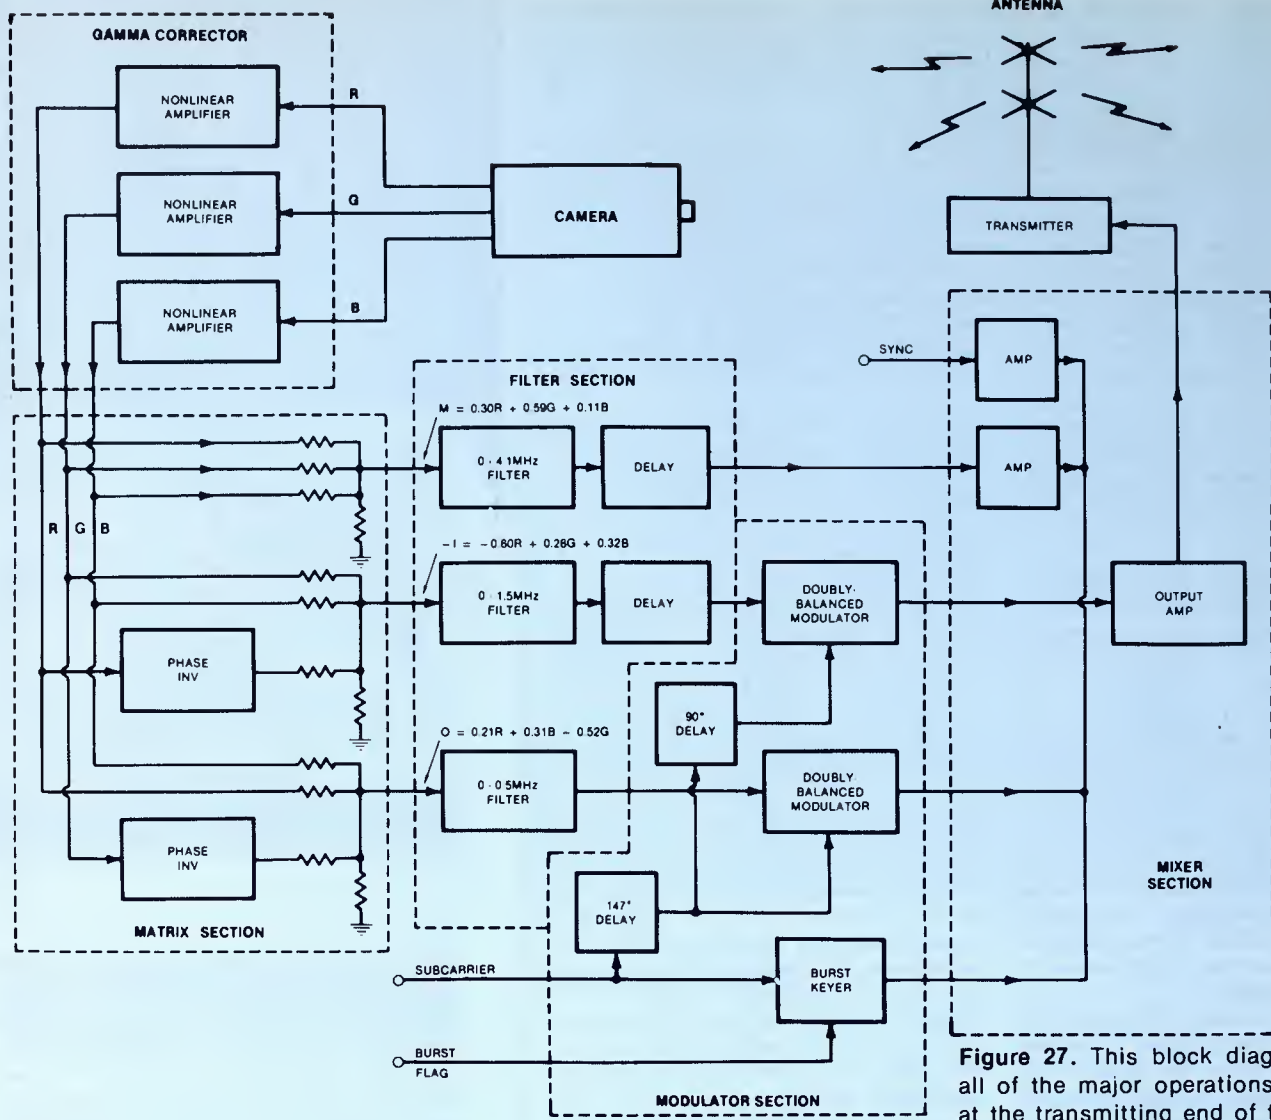 ANTENNA
GAMMA CORRECTOR
NONLINEAR
AMPLIFIER
R
NONLINEAR
AMPLIFIER
G
CAMERA
TRANSMITTER
NONLINEAR
AMPLIFIER
B
SYNC
AMP
FILTER SECTION
M = 0.30R + 0.59G + 0.11B
0 - 4.1MHz
FILTER
DELAY
AMP
R G B
-I = -0.60R + 0.28G + 0.32B
0 - 1.5MHz
FILTER
DELAY
DOUBLY-
BALANCED
MODULATOR
OUTPUT
AMP
PHASE
INV
90°
DELAY
Q = 0.21R + 0.31B - 0.52G
0 - 0.5MHz
FILTER
DOUBLY-
BALANCED
MODULATOR
PHASE
INV
MIXER
SECTION
147°
DELAY
MATRIX SECTION
SUBCARRIER
BURST
KEYER
BURST
FLAG
MODULATOR SECTION
Figure 27. This block diag
all of the major operations
at the transmitting end of